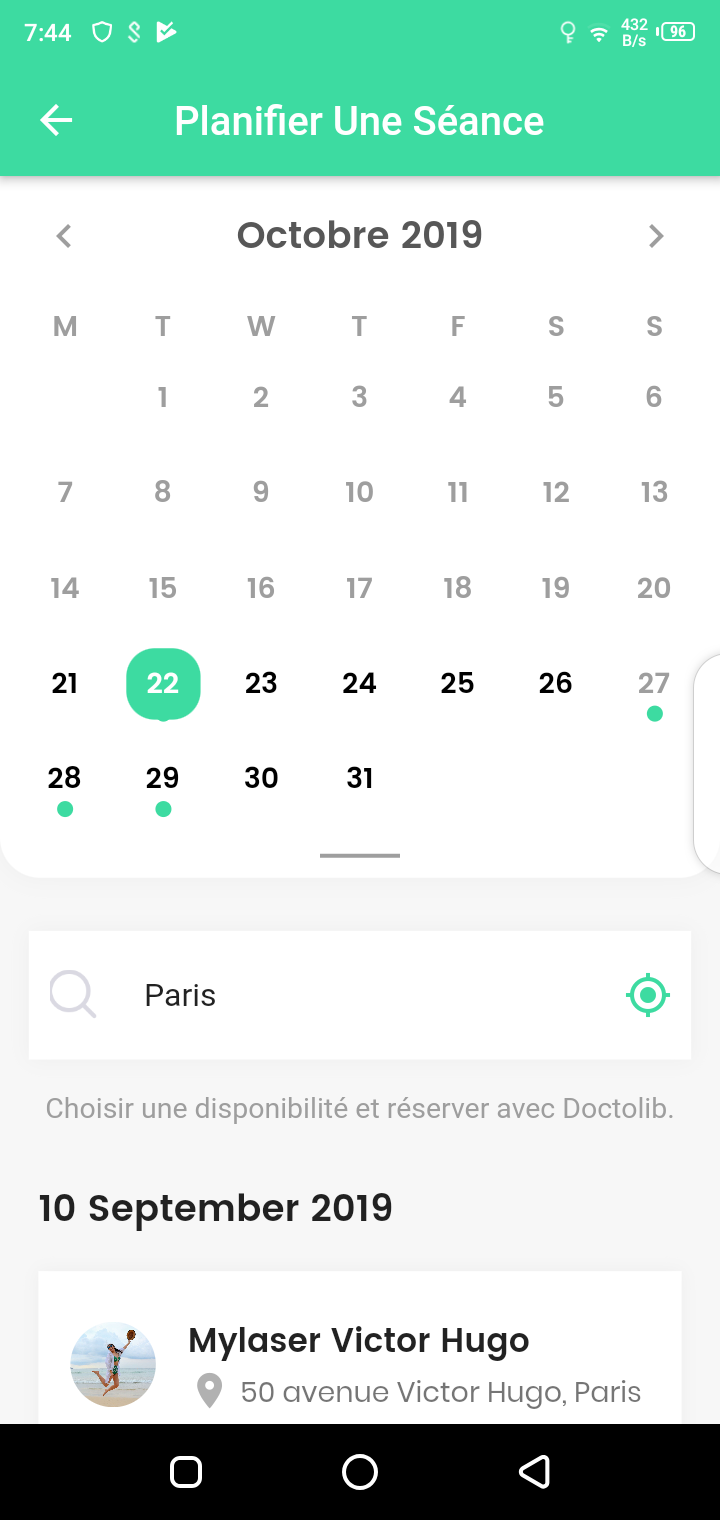 7:44 432 B/s 96
Planifier Une Séance
Octobre 2019
M T W T F S S
1 2 3 4 5 6
7 8 9 10 11 12 13
14 15 16 17 18 19 20
21 22 23 24 25 26 27
28 29 30 31
Paris
Choisir une disponibilité et réserver avec Doctolib.
10 September 2019
Mylaser Victor Hugo
50 avenue Victor Hugo, Paris